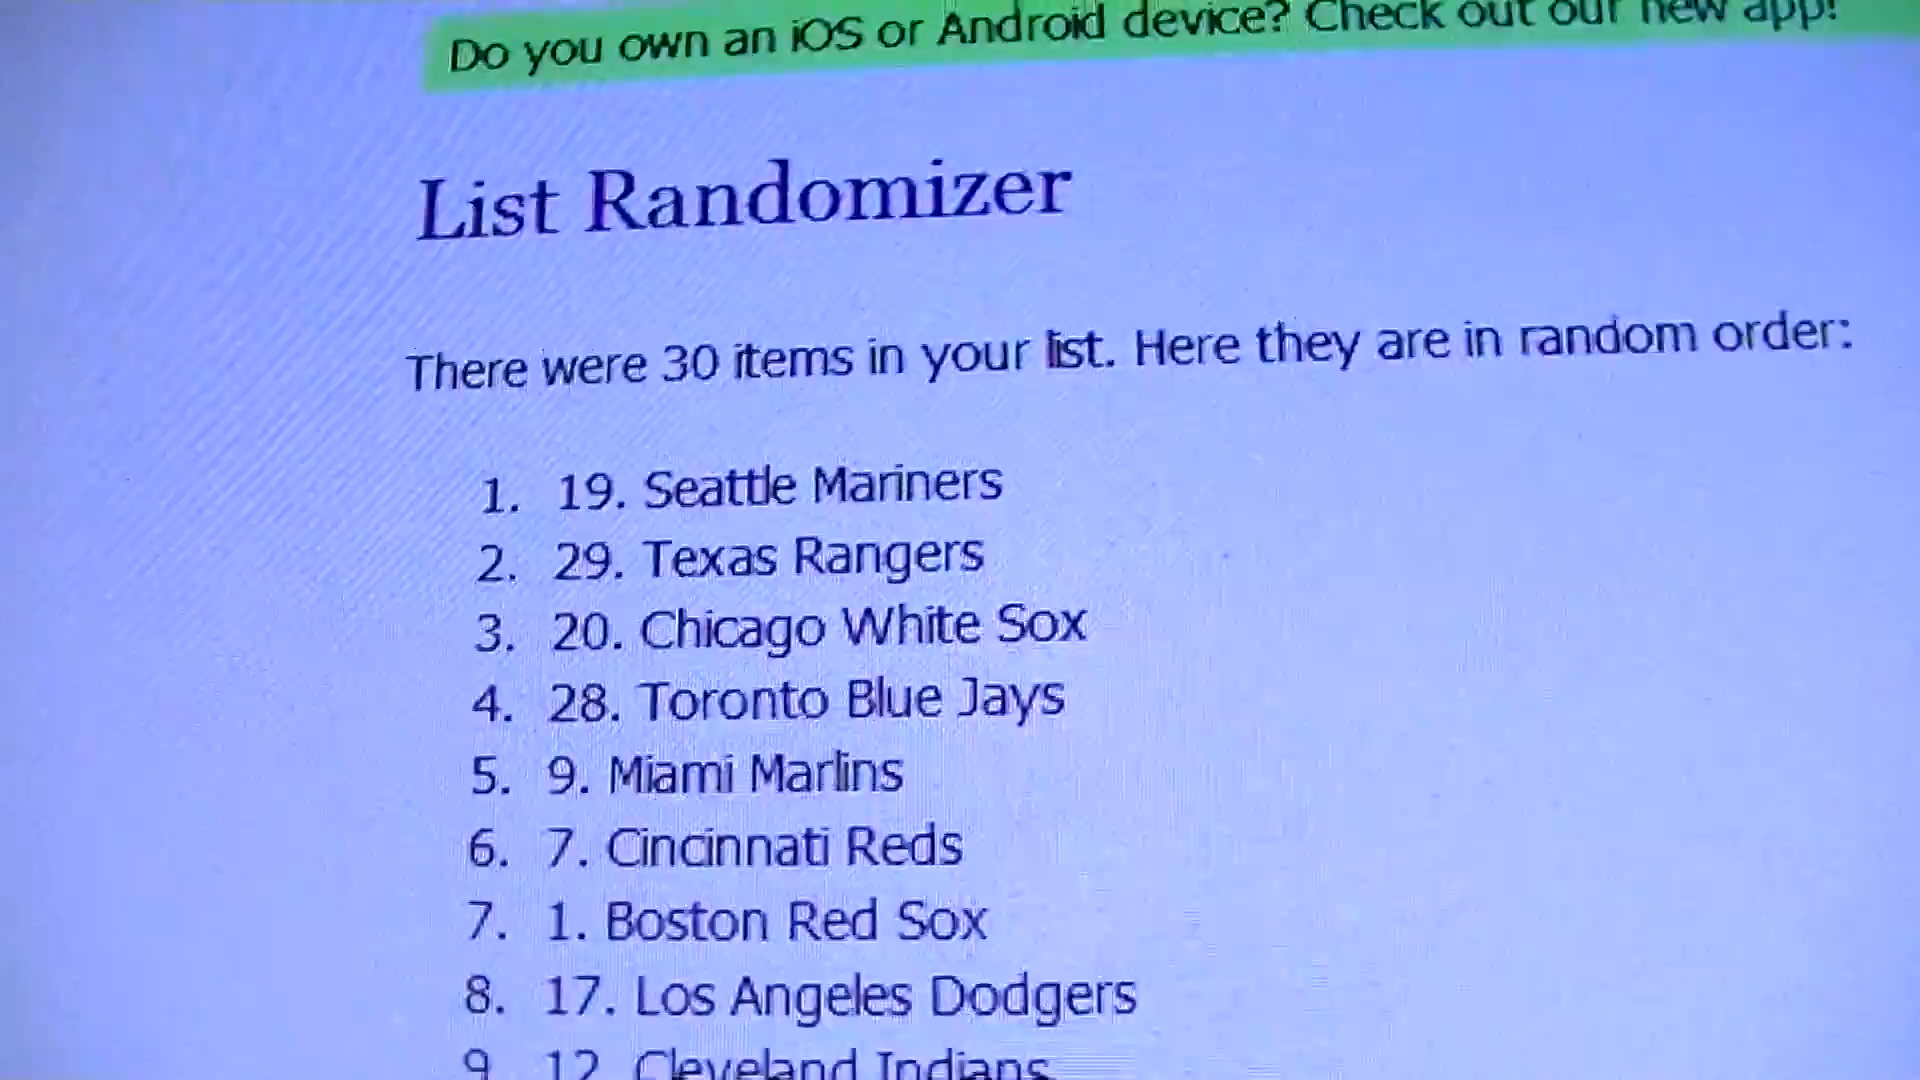 Do you own an iOS or Android device? Check out our new app!
List Randomizer
There were 30 items in your list. Here they are in random order:
1. 19. Seattle Mariners
2. 29. Texas Rangers
3. 20. Chicago White Sox
4. 28. Toronto Blue Jays
5. 9. Miami Marlins
6. 7. Cincinnati Reds
7. 1. Boston Red Sox
8. 17. Los Angeles Dodgers
9. 12. Cleveland Indians